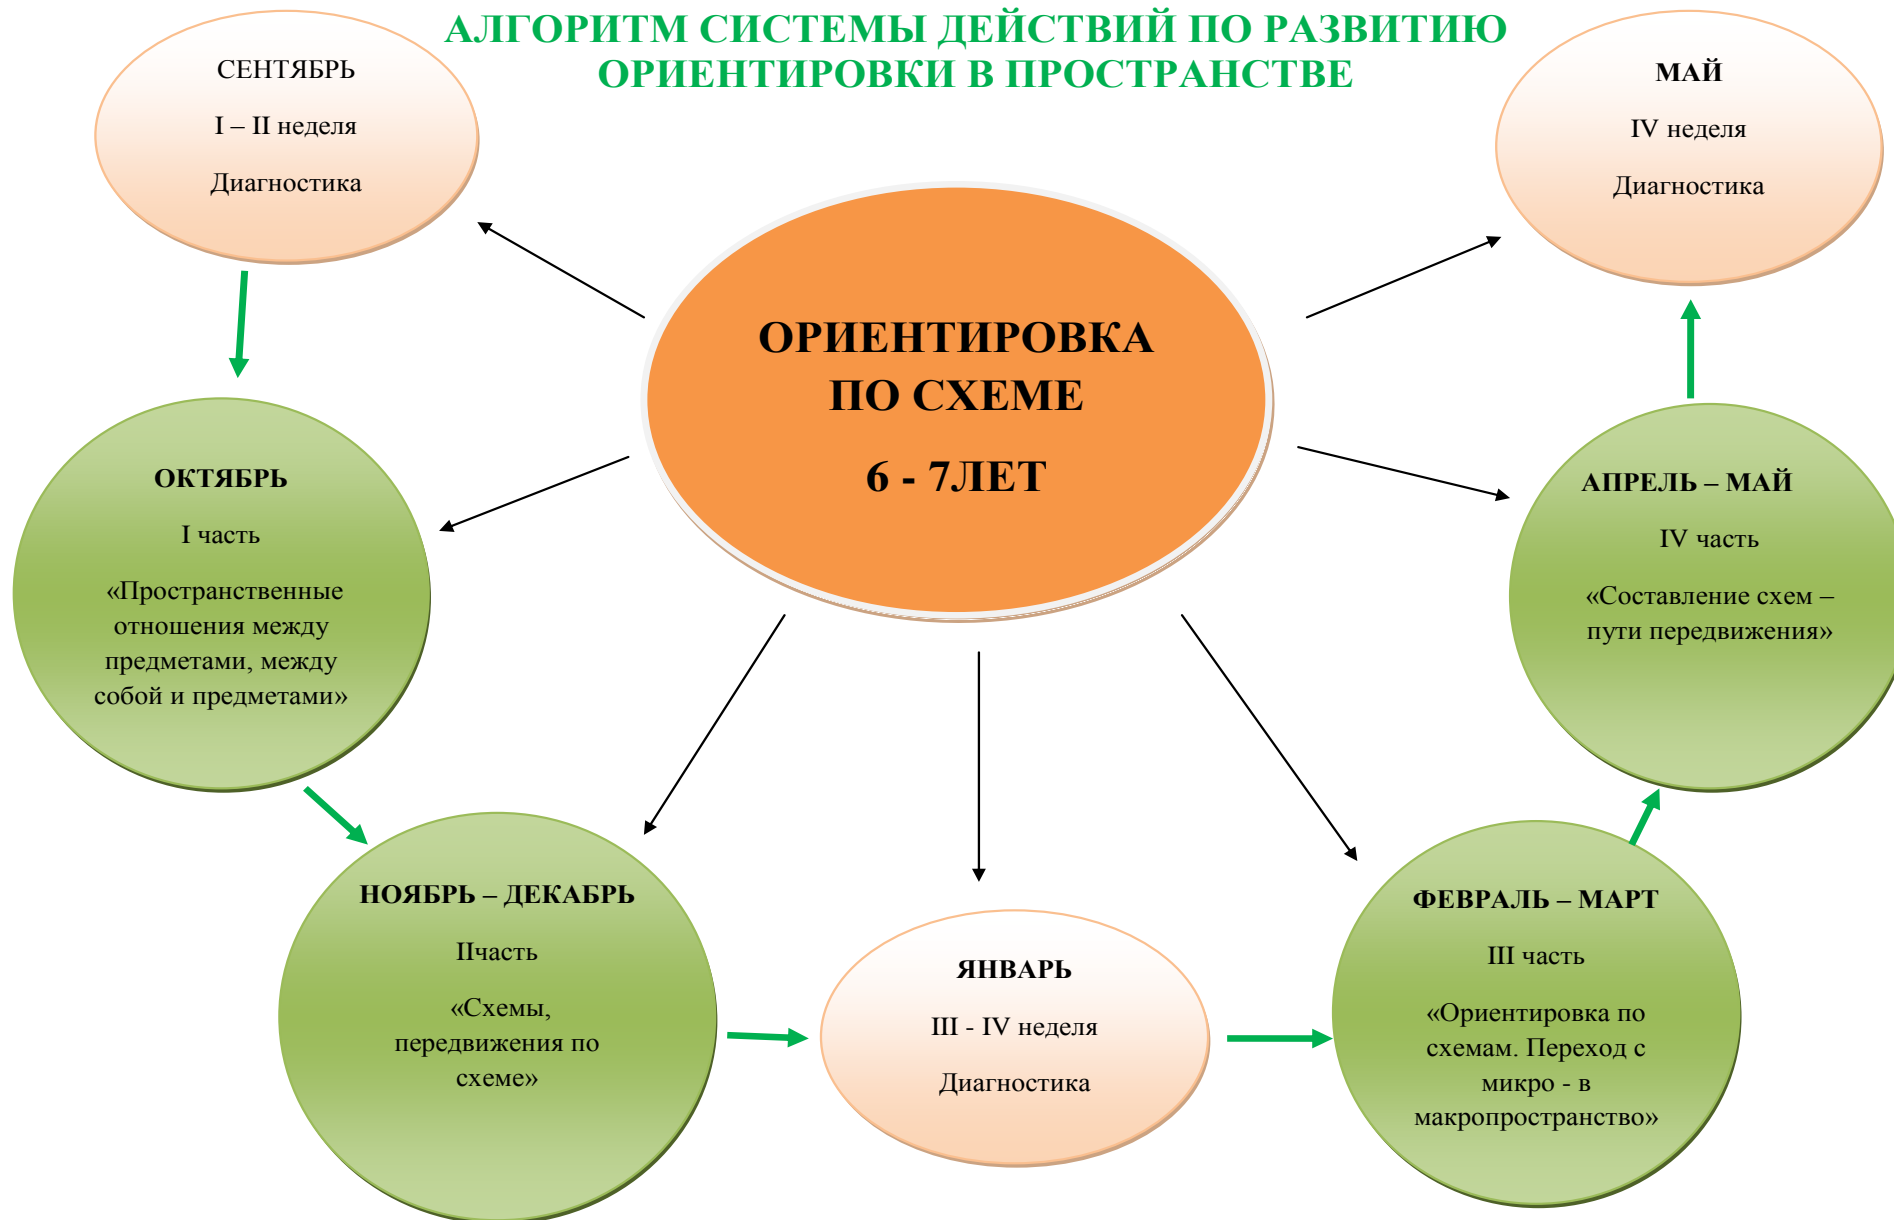 АЛГОРИТМ СИСТЕМЫ ДЕЙСТВИЙ ПО РАЗВИТИЮ
ОРИЕНТИРОВКИ В ПРОСТРАНСТВЕ
СЕНТЯБРЬ
I – II неделя
Диагностика
МАЙ
IV неделя
Диагностика
ОРИЕНТИРОВКА
ПО СХЕМЕ
6 - 7ЛЕТ
ОКТЯБРЬ
I часть
«Пространственные
отношения между
предметами, между
собой и предметами»
АПРЕЛЬ – МАЙ
IV часть
«Составление схем –
пути передвижения»
НОЯБРЬ – ДЕКАБРЬ
IIчасть
«Схемы,
передвижения по
схеме»
ЯНВАРЬ
III - IV неделя
Диагностика
ФЕВРАЛЬ – МАРТ
III часть
«Ориентировка по
схемам. Переход с
микро - в
макропространство»